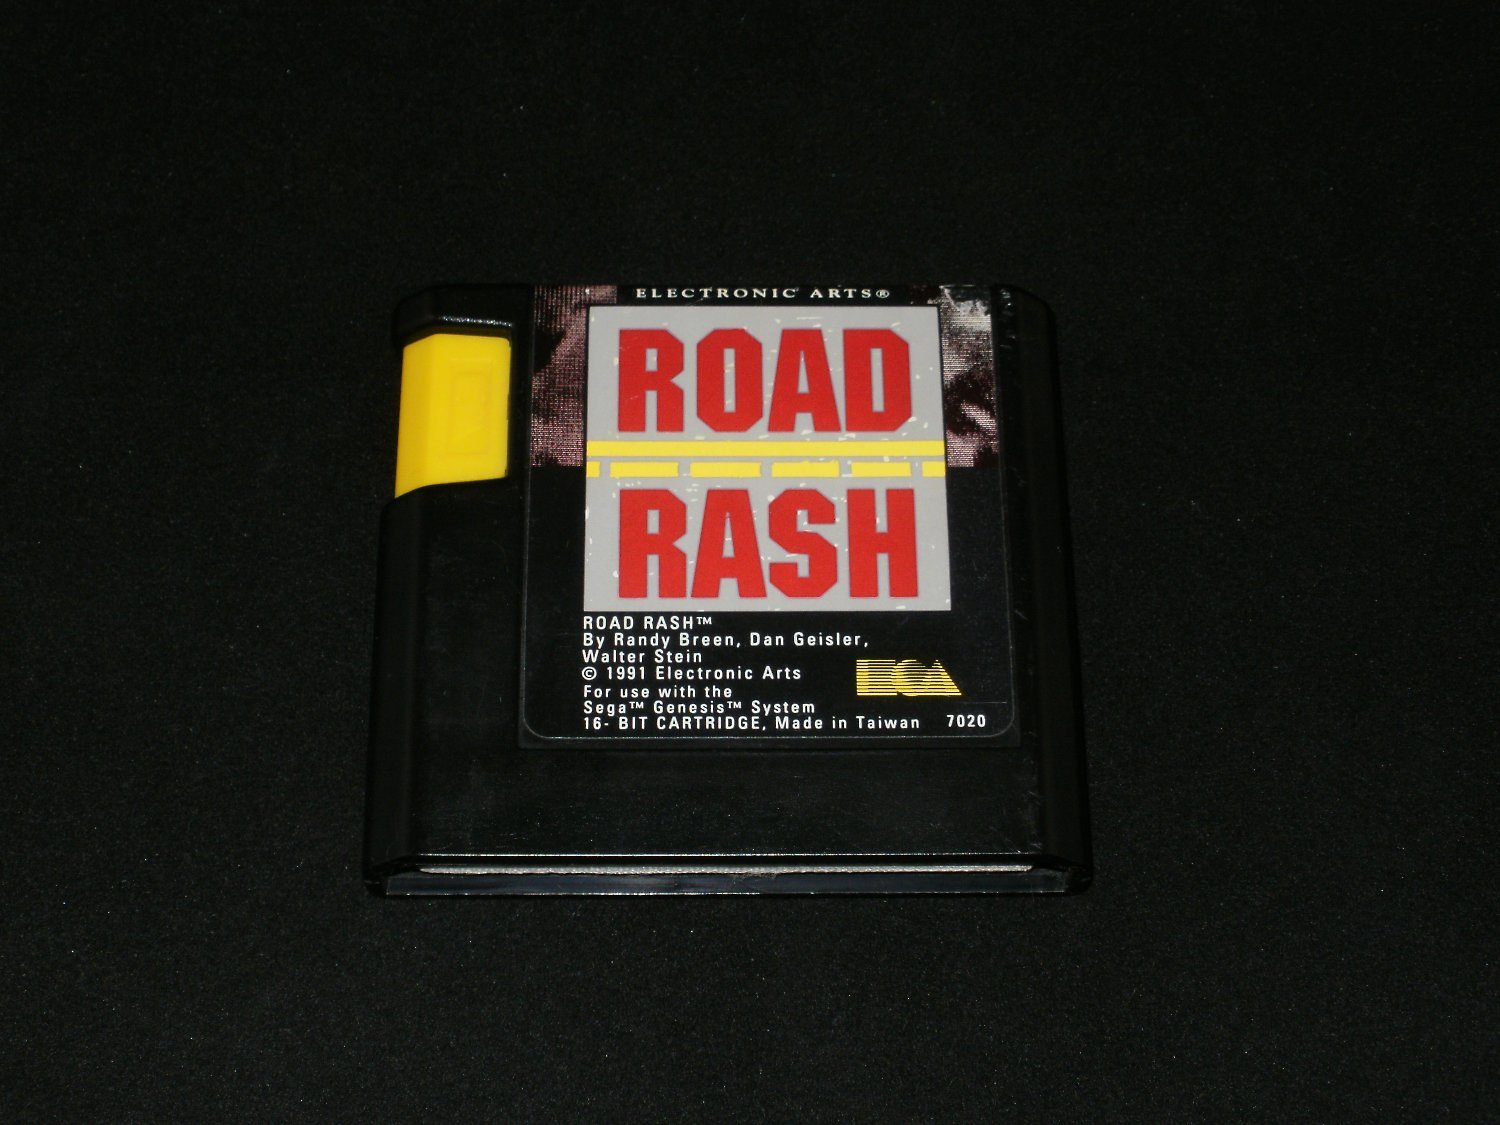 ELECTRONIC ARTS®
ROAD
RASH
ROAD RASH™
By Randy Breen, Dan Geisler,
Walter Stein
© 1991 Electronic Arts
For use with the
Sega™ Genesis™ System
16- BIT CARTRIDGE, Made in Taiwan 7020
EA